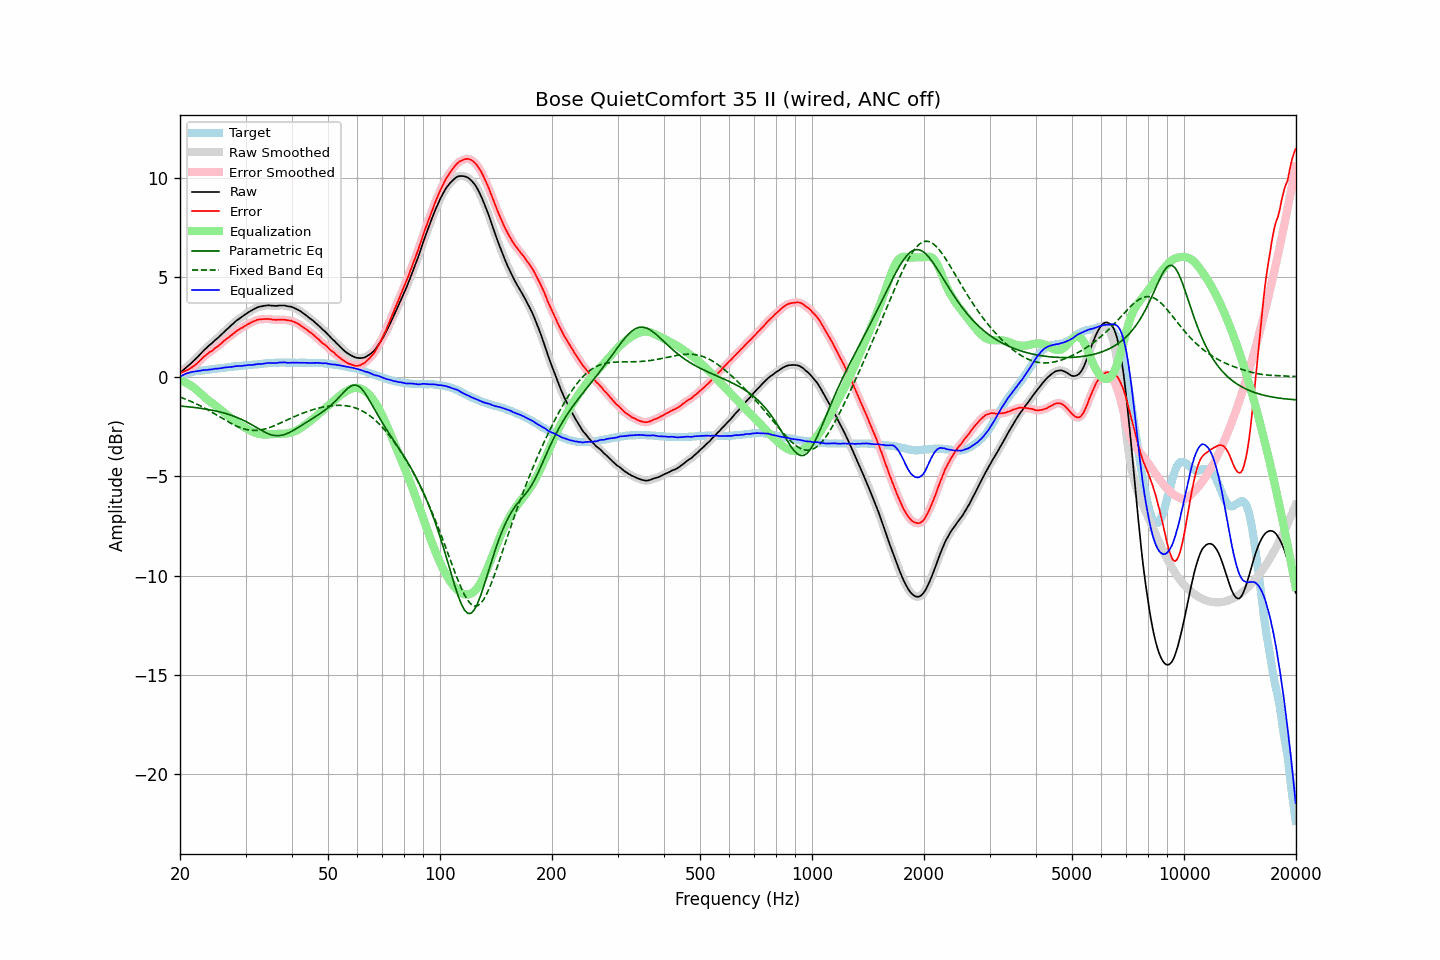 Bose QuietComfort 35 II (wired, ANC off)
Target
Raw Smoothed
Error Smoothed
Raw
Error
Equalization
Parametric Eq
Fixed Band Eq
Equalized
10
5
0
−5
−10
−15
−20
Amplitude (dBr)
20 50 100 200 500 1000 2000 5000 10000 20000
Frequency (Hz)